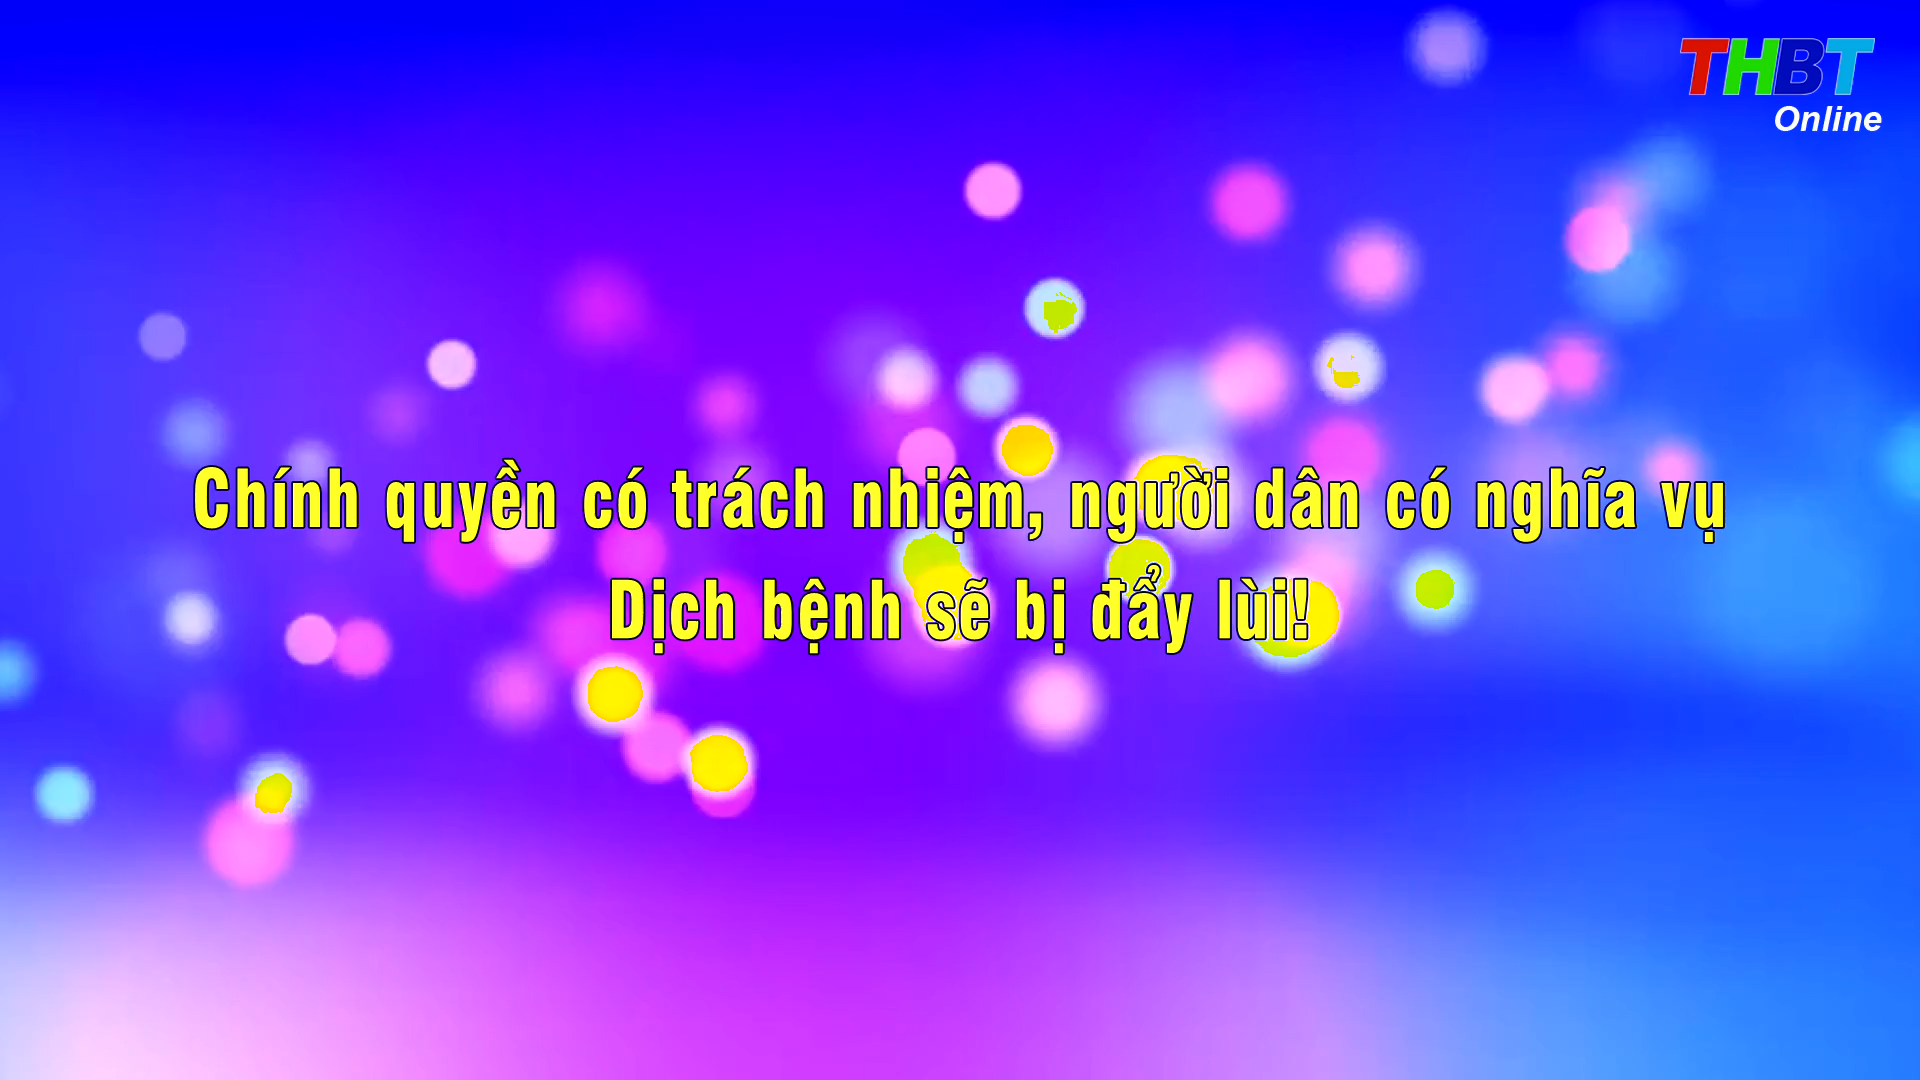 THBT
Online
Chính quyền có trách nhiệm, người dân có nghĩa vụ
Dịch bệnh sẽ bị đẩy lùi!